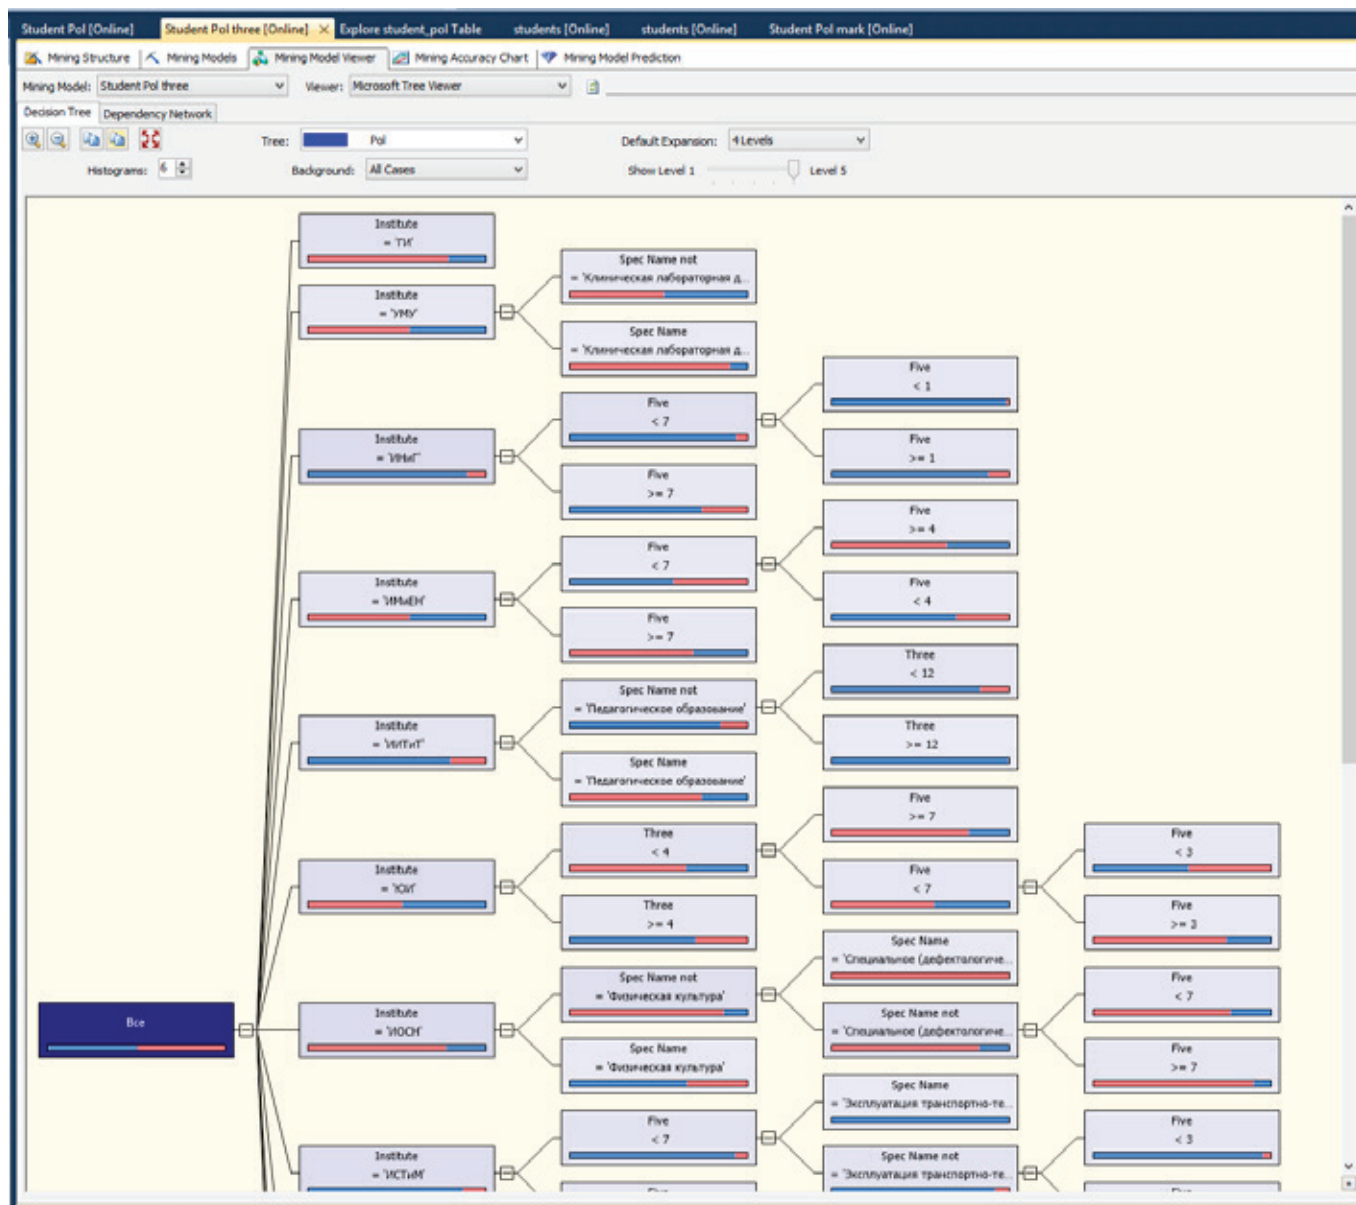 Student Pol [Online]
Student Pol three [Online]
Explore student_pol Table
students [Online]
students [Online]
Student Pol mark [Online]
Mining Structure
Mining Models
Mining Model Viewer
Mining Accuracy Chart
Mining Model Prediction
Mining Model: Student Pol three
Viewer: Microsoft Tree Viewer
Decision Tree
Dependency Network
Tree: Pol
Default Expansion: 4 Levels
Histograms: 6
Background: All Cases
Show Level 1
Level 5
Все
Institute
= 'ГИ'
Institute
= 'УМУ'
Spec Name not
= 'Клиническая лабораторная д...
Spec Name
= 'Клиническая лабораторная д...
Institute
= 'ИНиГ'
Five
< 7
Five
< 1
Five
>= 1
Five
>= 7
Institute
= 'ИМиЕН'
Five
< 7
Five
>= 4
Five
< 4
Five
>= 7
Institute
= 'ИИТиТ'
Spec Name not
= 'Педагогическое образование'
Three
< 12
Three
>= 12
Spec Name
= 'Педагогическое образование'
Institute
= 'ЮИ'
Three
< 4
Five
>= 7
Five
< 7
Five
< 3
Five
>= 3
Three
>= 4
Institute
= 'ИОСН'
Spec Name not
= 'Физическая культура'
Spec Name
= 'Специальное (дефектологиче...
Spec Name not
= 'Специальное (дефектологиче...
Five
< 7
Five
>= 7
Spec Name
= 'Физическая культура'
Institute
= 'ИСТиМ'
Five
< 7
Spec Name
= 'Эксплуатация транспортно-те...
Spec Name not
= 'Эксплуатация транспортно-те...
Five
< 3